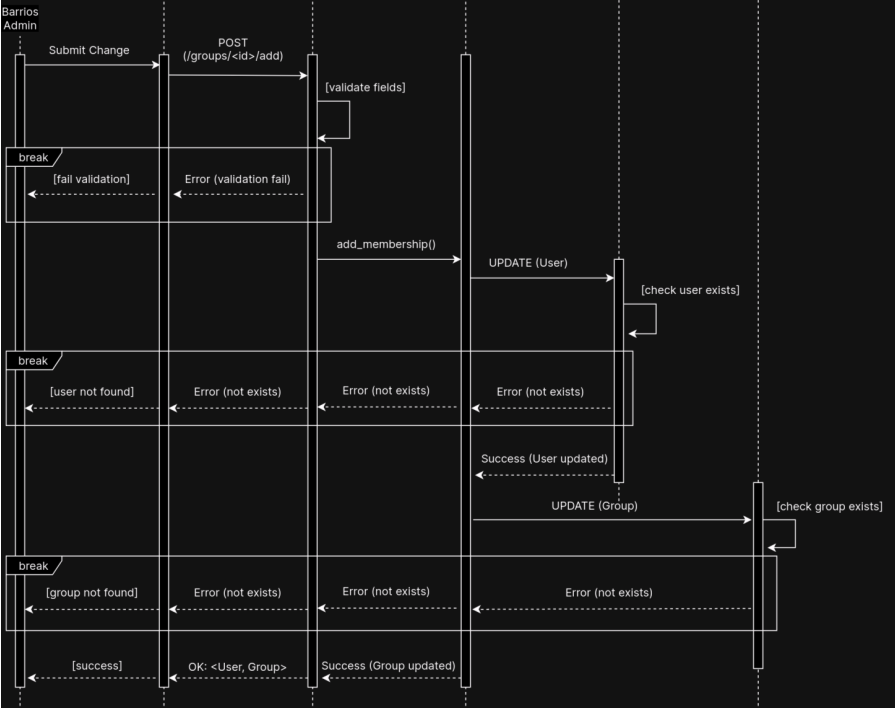 Barrios
Admin
Submit Change
POST
(/groups/<id>/add)
[validate fields]
break
[fail validation]
Error (validation fail)
add_membership()
UPDATE (User)
[check user exists]
break
[user not found]
Error (not exists)
Error (not exists)
Error (not exists)
Success (User updated)
UPDATE (Group)
[check group exists]
break
[group not found]
Error (not exists)
Error (not exists)
Error (not exists)
[success]
OK: <User, Group>
Success (Group updated)